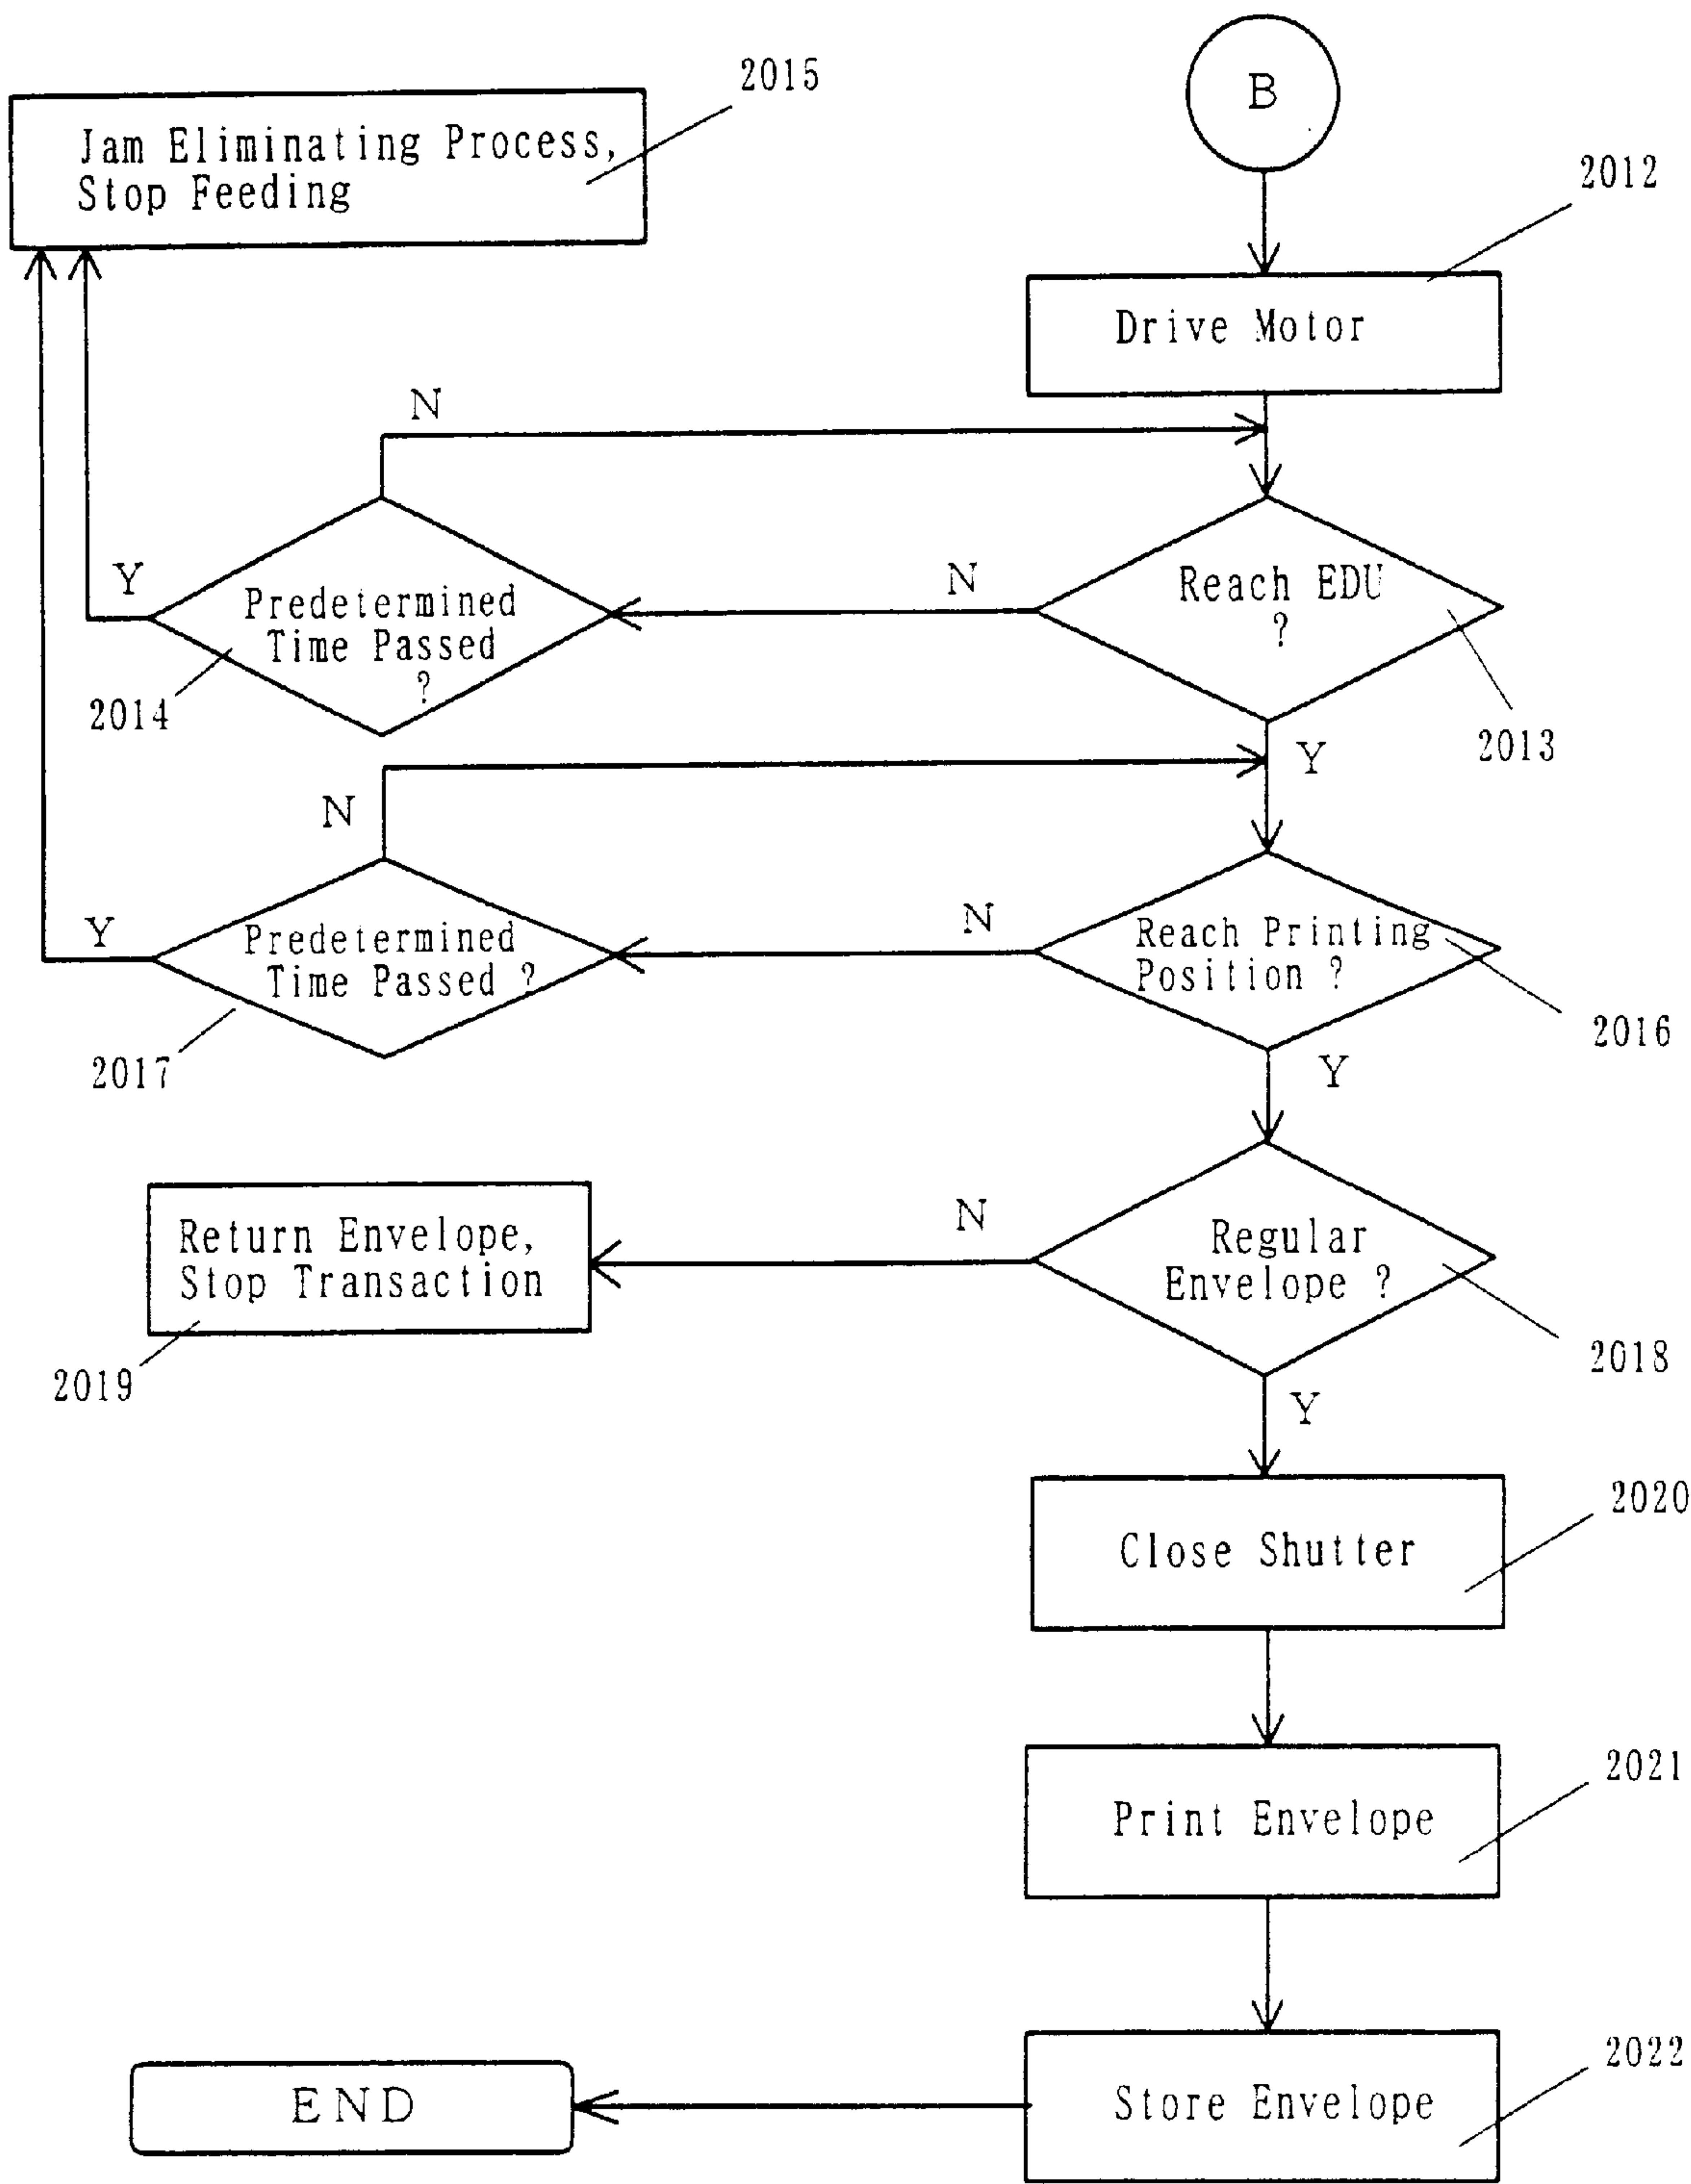 2015
B
Jam Eliminating Process,
Stop Feeding
2012
Drive Motor
N
Y
Predetermined
Time Passed
?
N
Reach EDU
?
2014
2013
Y
N
Y
Predetermined
Time Passed ?
N
Reach Printing
Position ?
2016
2017
Y
Return Envelope,
Stop Transaction
N
Regular
Envelope ?
2019
2018
Y
2020
Close Shutter
2021
Print Envelope
2022
END
Store Envelope